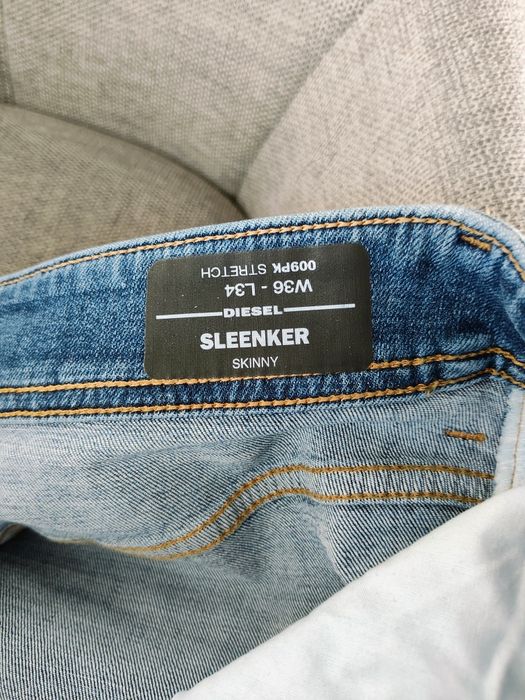 009PK STRETCH
W36 - L34
DIESEL
SLEENKER
SKINNY